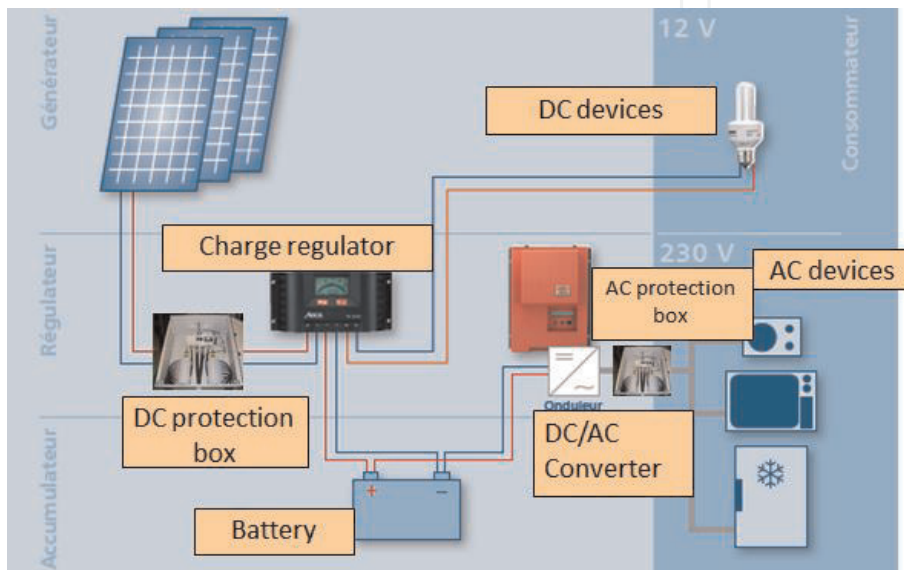 Générateur
12 V
Consommateur
DC devices
Charge regulator
230 V
AC devices
AC protection
box
Régulateur
DC protection
box
Onduleur
DC/AC
Converter
Accumulateur
+
−
Battery